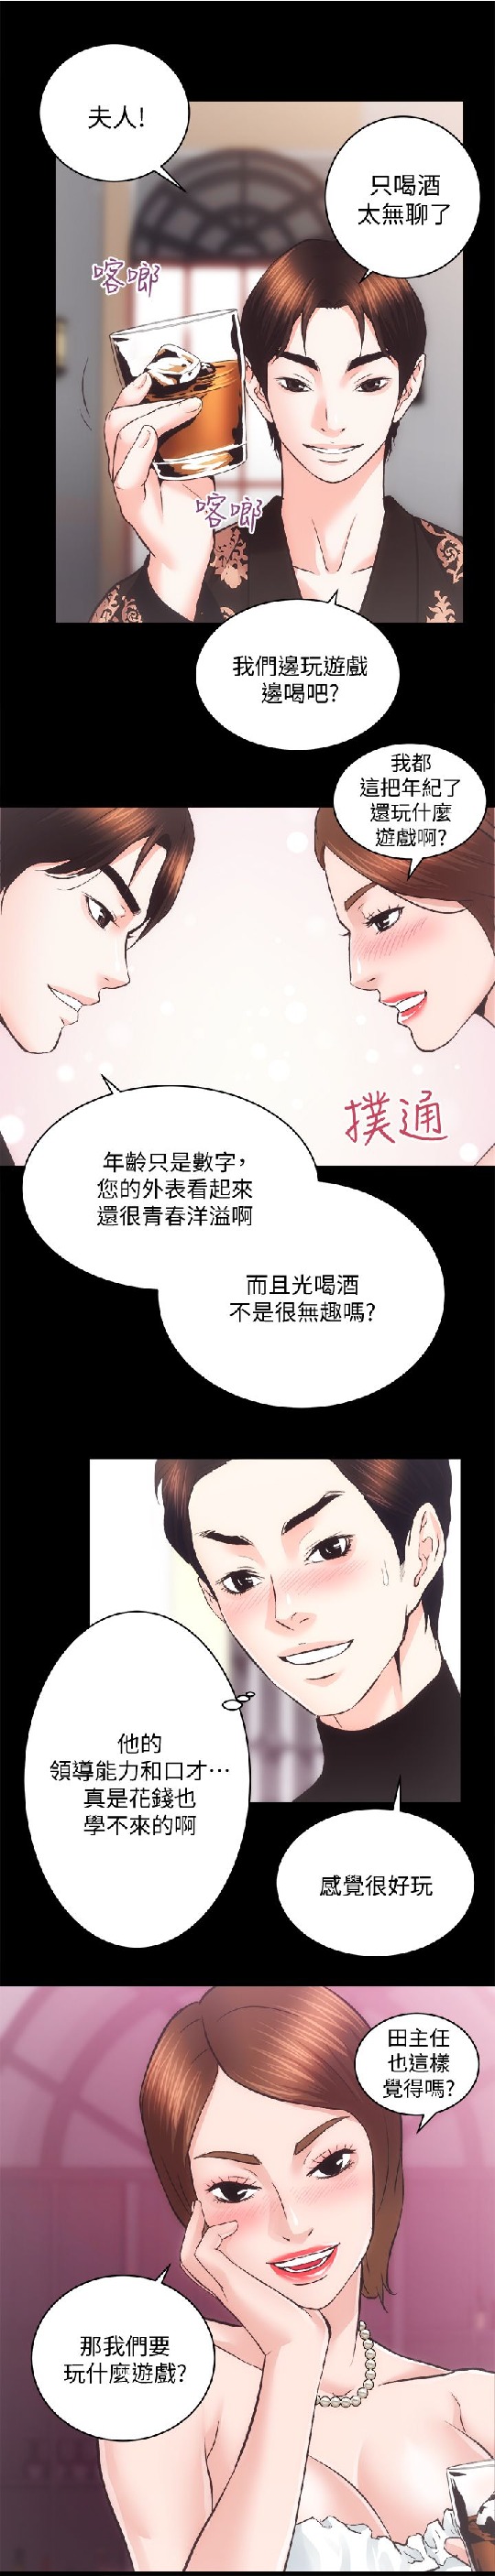 夫人!
只喝酒
太無聊了
喀啷
喀啷
我們邊玩遊戲
邊喝吧?
我都
這把年紀了
還玩什麼
遊戲啊?
撲通
年齡只是數字，
您的外表看起來
還很青春洋溢啊
而且光喝酒
不是很無趣嗎?
他的
領導能力和口才…
真是花錢也
學不來的啊
感覺很好玩
田主任
也這樣
覺得嗎?
那我們要
玩什麼遊戲?